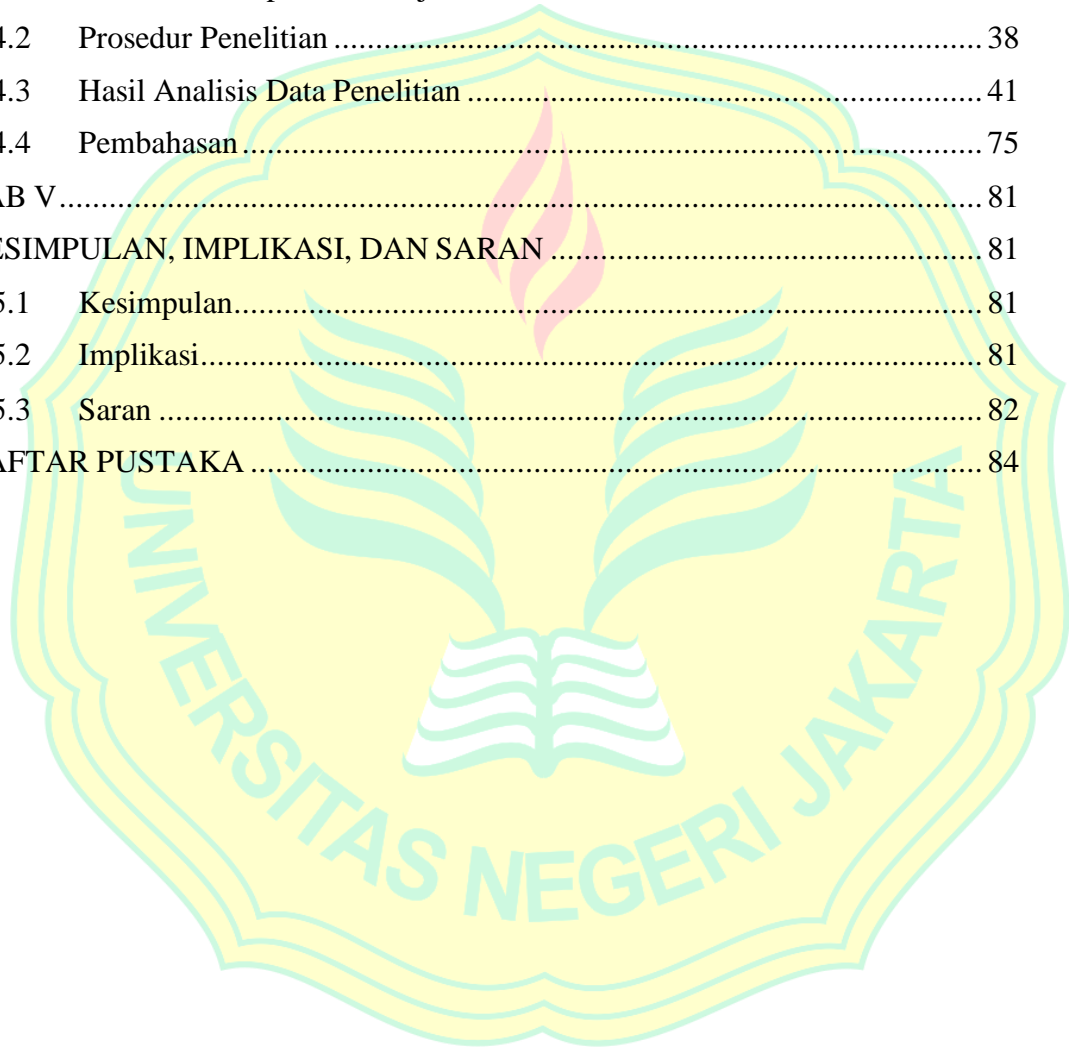 4.2 Prosedur Penelitian ........................................................................ 38
4.3 Hasil Analisis Data Penelitian ........................................................................ 41
4.4 Pembahasan ........................................................................ 75
AB V ........................................................................ 81
ESIMPULAN, IMPLIKASI, DAN SARAN ........................................................................ 81
5.1 Kesimpulan ........................................................................ 81
5.2 Implikasi ........................................................................ 81
5.3 Saran ........................................................................ 82
AFTAR PUSTAKA ........................................................................ 84
UNIVERSITAS NEGERI JAKARTA